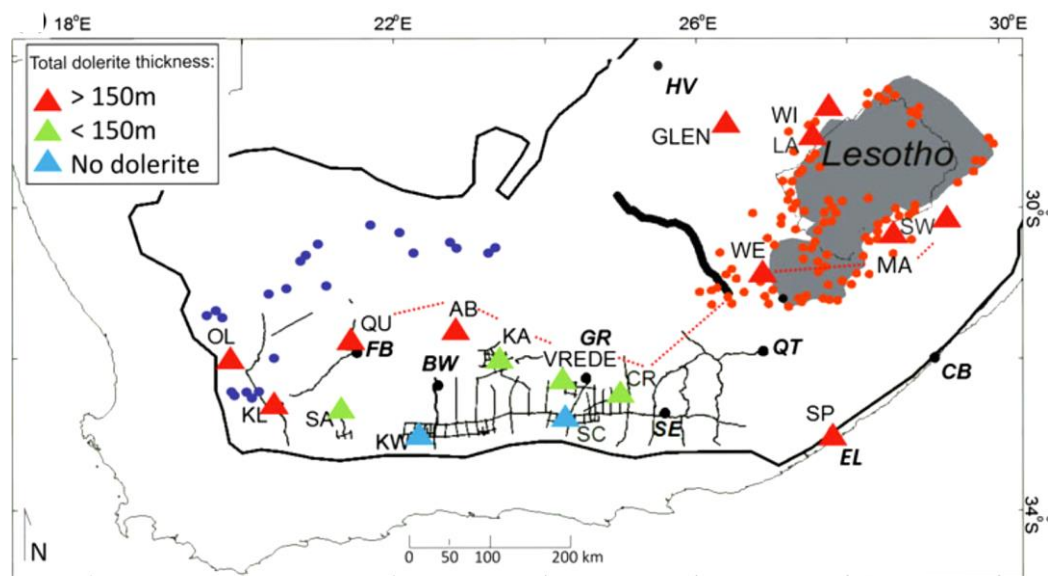 18°E
22
26°E
30°E
Total dolerite thickness:
> 150m
< 150m
No dolerite
HV
GLEN
WI
LA
Lesotho
30°S
SW
WE
MA
OL
QU
FB
AB
KA
GR
BW
VREDE
QT
CB
KL
SA
CR
KW
SC
SE
SP
EL
34°S
N
0 50 100 200 km